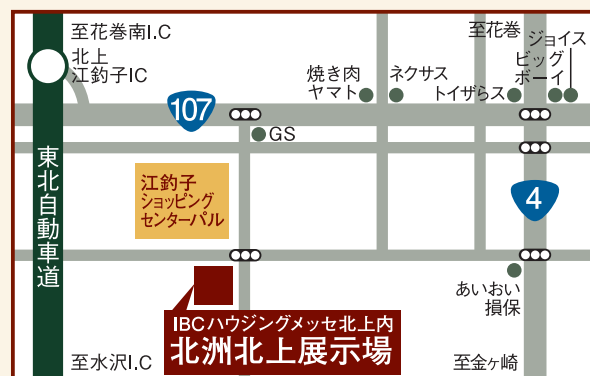 至花巻南I.C
北上
江釣子IC
107
焼き肉
ヤマト
ネクサス
至花巻
トイザらス
ビッグ
ボーイ
ジョイス
GS
東北自動車道
江釣子
ショッピング
センターパル
4
あいおい
損保
IBCハウジングメッセ北上内
北洲北上展示場
至水沢I.C
至金ヶ崎